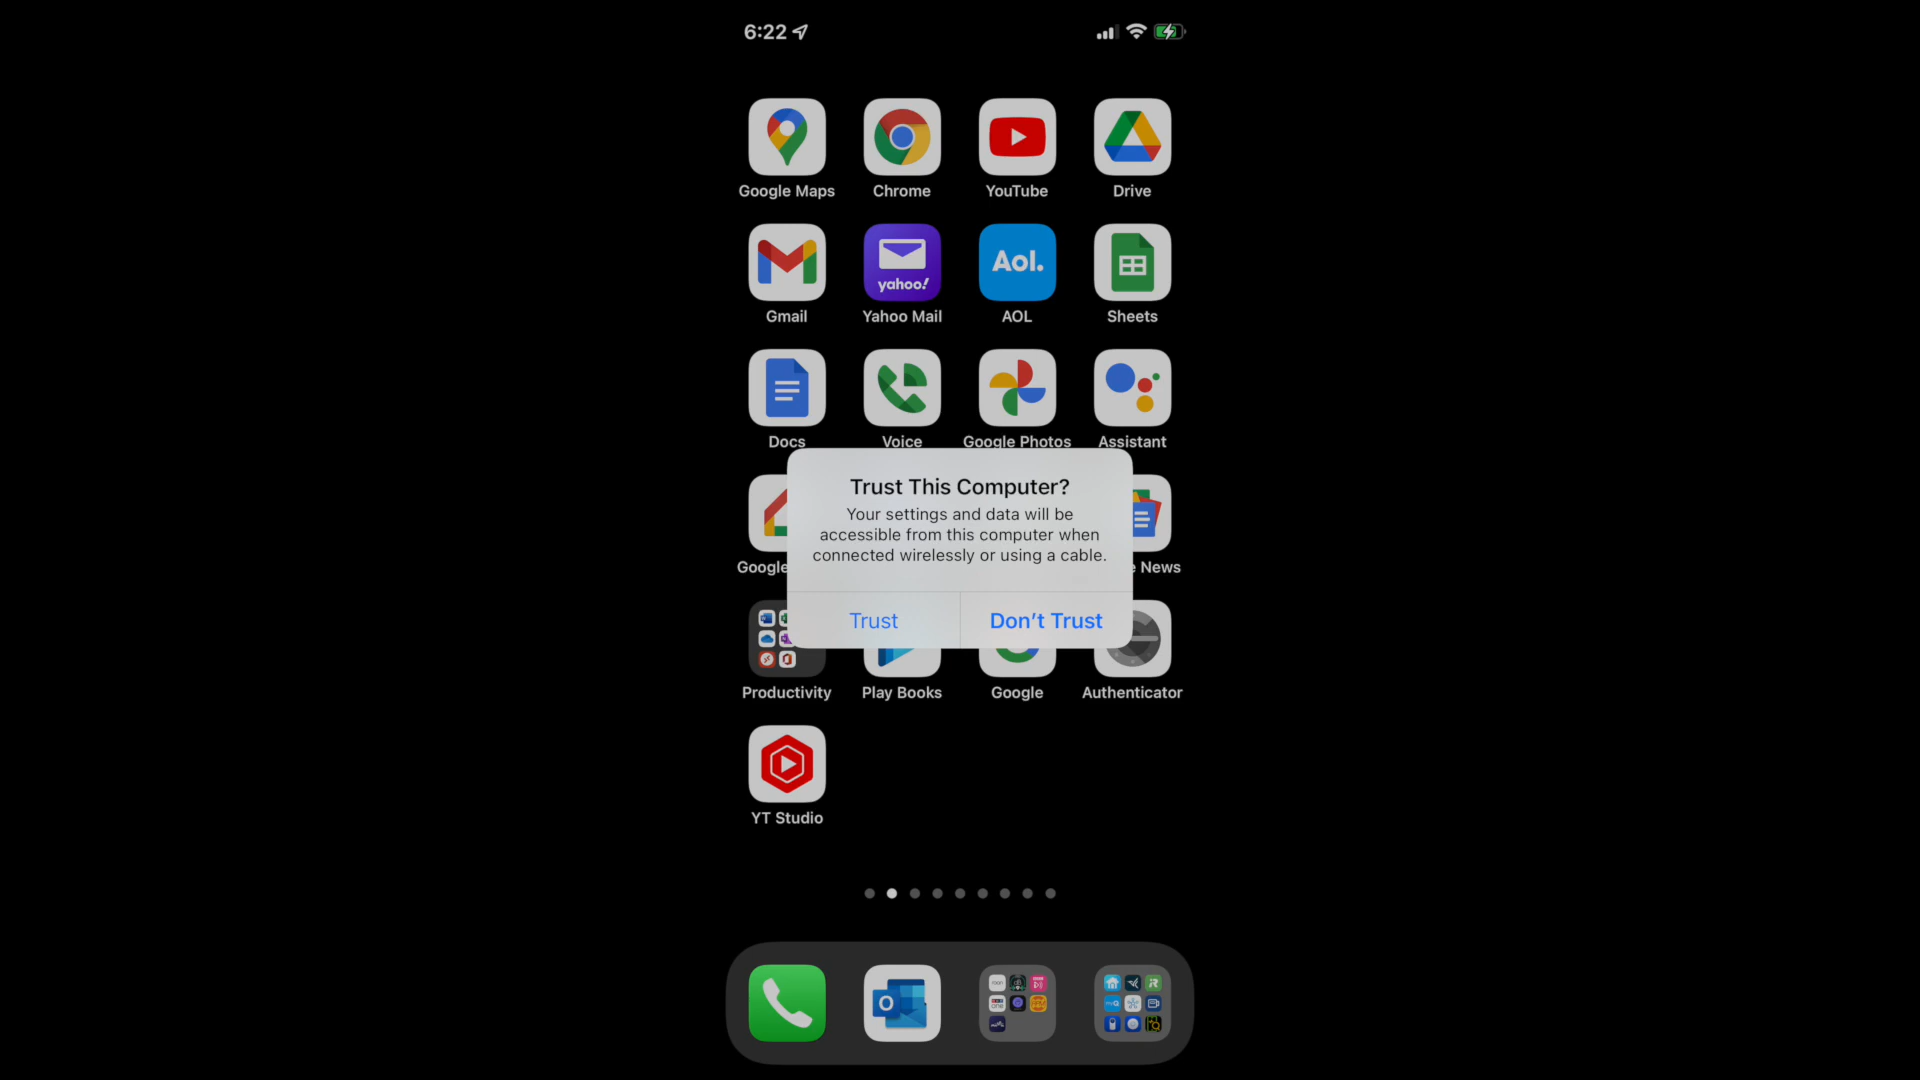 6:22
Google Maps Chrome YouTube Drive
yahoo!
Aol.
Gmail Yahoo Mail AOL Sheets
Docs Voice Google Photos Assistant
Trust This Computer?
Your settings and data will be
accessible from this computer when
connected wirelessly or using a cable.
Google
News
Trust Don’t Trust
Productivity Play Books Google Authenticator
YT Studio